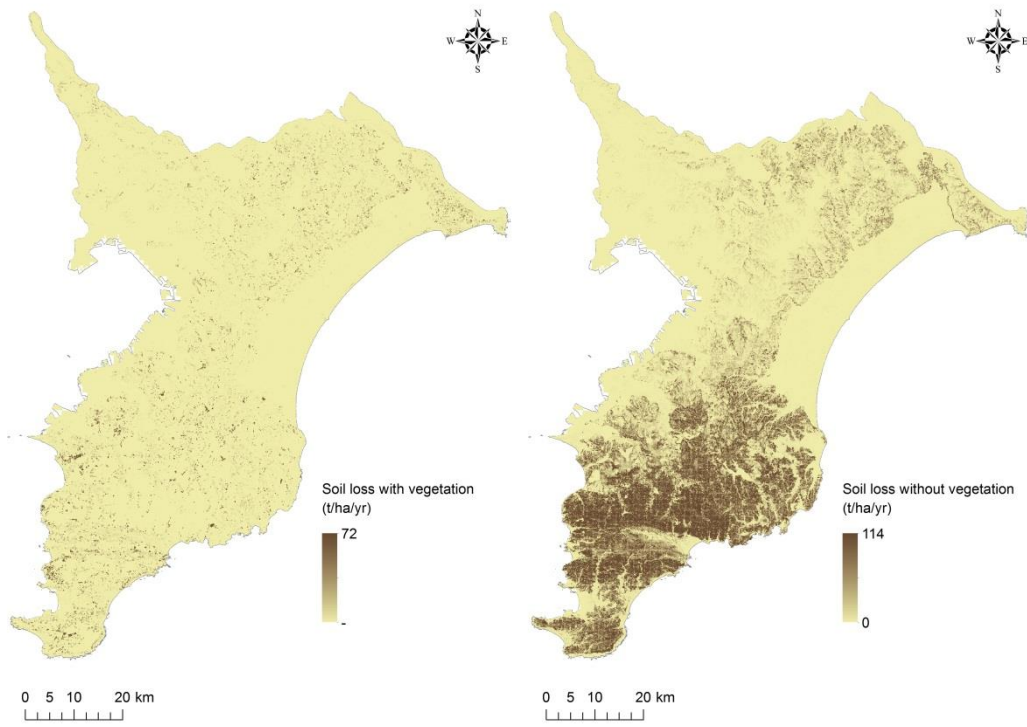 N
W E
S
Soil loss with vegetation
(t/ha/yr)
72
-
0 5 10 20 km
N
W E
S
Soil loss without vegetation
(t/ha/yr)
114
0
0 5 10 20 km